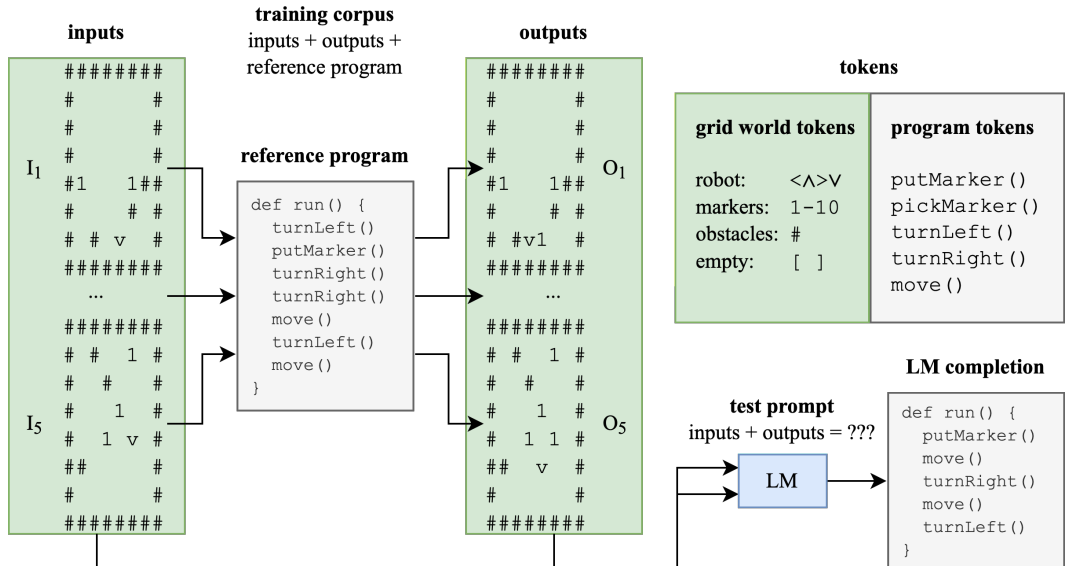 training corpus
inputs + outputs +
reference program
inputs
########
#      #
#      #
#      #
I1
#1   1##
#    # #
# # v  #
########
...
########
# #  1 #
#  #   #
#   1  #
I5
#  1 v #
##     #
#      #
########
reference program
def run() {
  turnLeft()
  putMarker()
  turnRight()
  turnRight()
  move()
  turnLeft()
  move()
}
outputs
########
#      #
#      #
#      #
O1
#1   1##
#    # #
# #v1  #
########
...
########
# #  1 #
#  #   #
#   1  #
O5
#  1 1 #
##  v  #
#      #
########
tokens
grid world tokens
robot: <∧>∨
markers: 1-10
obstacles: #
empty: [ ]
program tokens
putMarker()
pickMarker()
turnLeft()
turnRight()
move()
test prompt
inputs + outputs = ???
LM
LM completion
def run() {
  putMarker()
  move()
  turnRight()
  move()
  turnLeft()
}